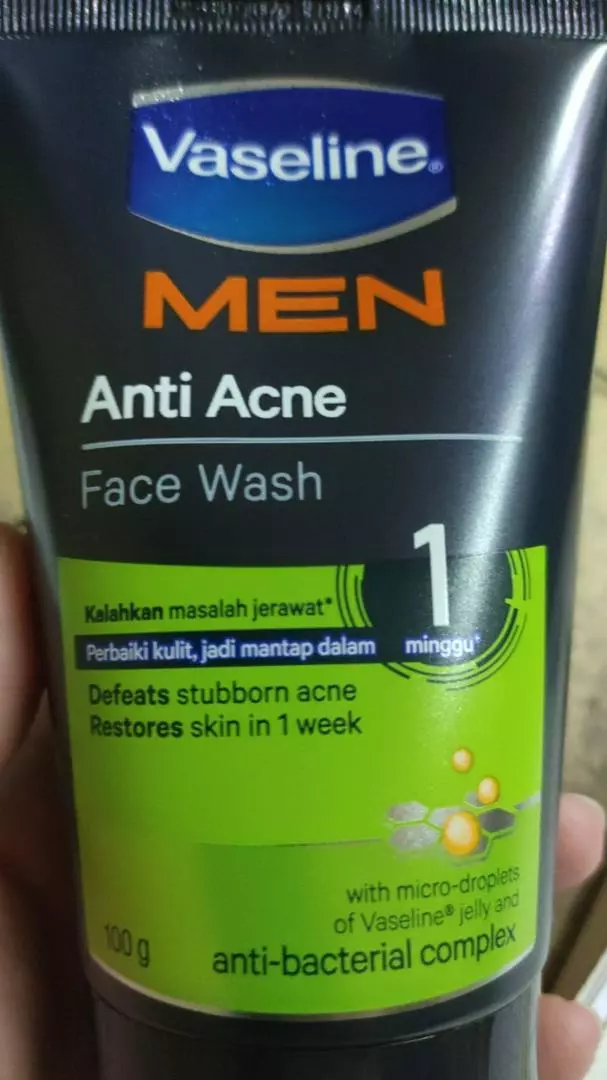 Vaseline®
MEN
Anti Acne
Face Wash
1
Kalahkan masalah jerawat*
Perbaiki kulit, jadi mantap dalam minggu*
Defeats stubborn acne
Restores skin in 1 week
with micro-droplets
of Vaseline® jelly and
anti-bacterial complex
100 g